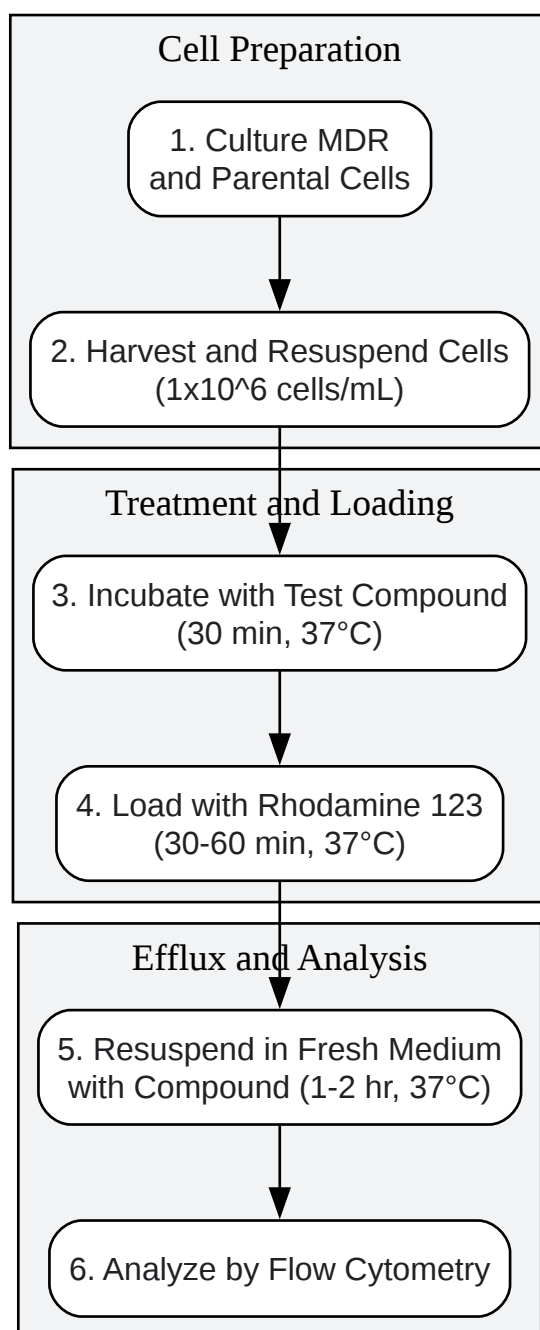 Cell Preparation
1. Culture MDR
and Parental Cells
2. Harvest and Resuspend Cells
(1x10^6 cells/mL)
Treatment and Loading
3. Incubate with Test Compound
(30 min, 37°C)
4. Load with Rhodamine 123
(30-60 min, 37°C)
Efflux and Analysis
5. Resuspend in Fresh Medium
with Compound (1-2 hr, 37°C)
6. Analyze by Flow Cytometry